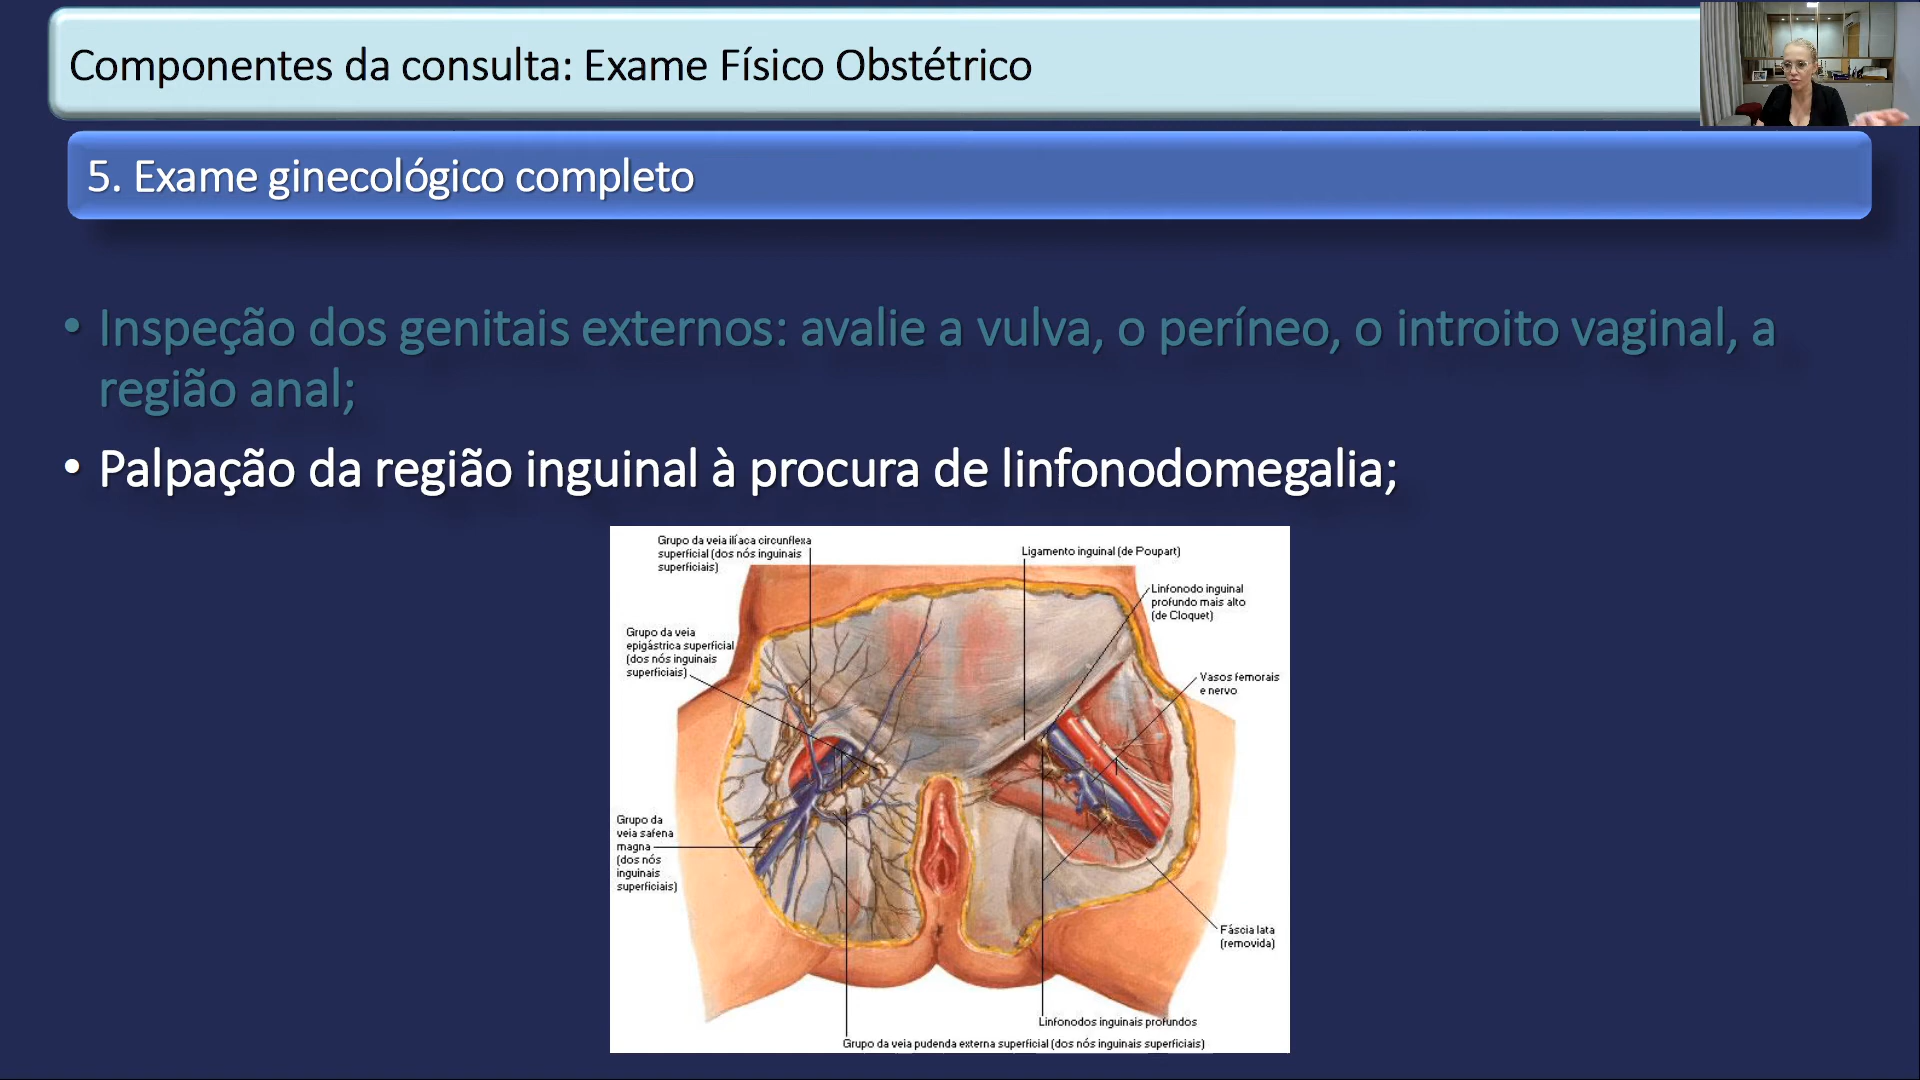 Componentes da consulta: Exame Físico Obstétrico
5. Exame ginecológico completo
• Inspeção dos genitais externos: avalie a vulva, o períneo, o introito vaginal, a
região anal;
• Palpação da região inguinal à procura de linfonodomegalia;
Grupo da veia ilíaca circunflexa
superficial (dos nós inguinais
superficiais)
Ligamento inguinal (de Poupart)
Linfonodo inguinal
profundo mais alto
(de Cloquet)
Grupo da veia
epigástrica superficial
(dos nós inguinais
superficiais)
Vasos femorais
e nervo
Grupo da
veia safena
magna
(dos nós
inguinais
superficiais)
Fáscia lata
(removida)
Linfonodos inguinais profundos
Grupo da veia pudenda externa superficial (dos nós inguinais superficiais)